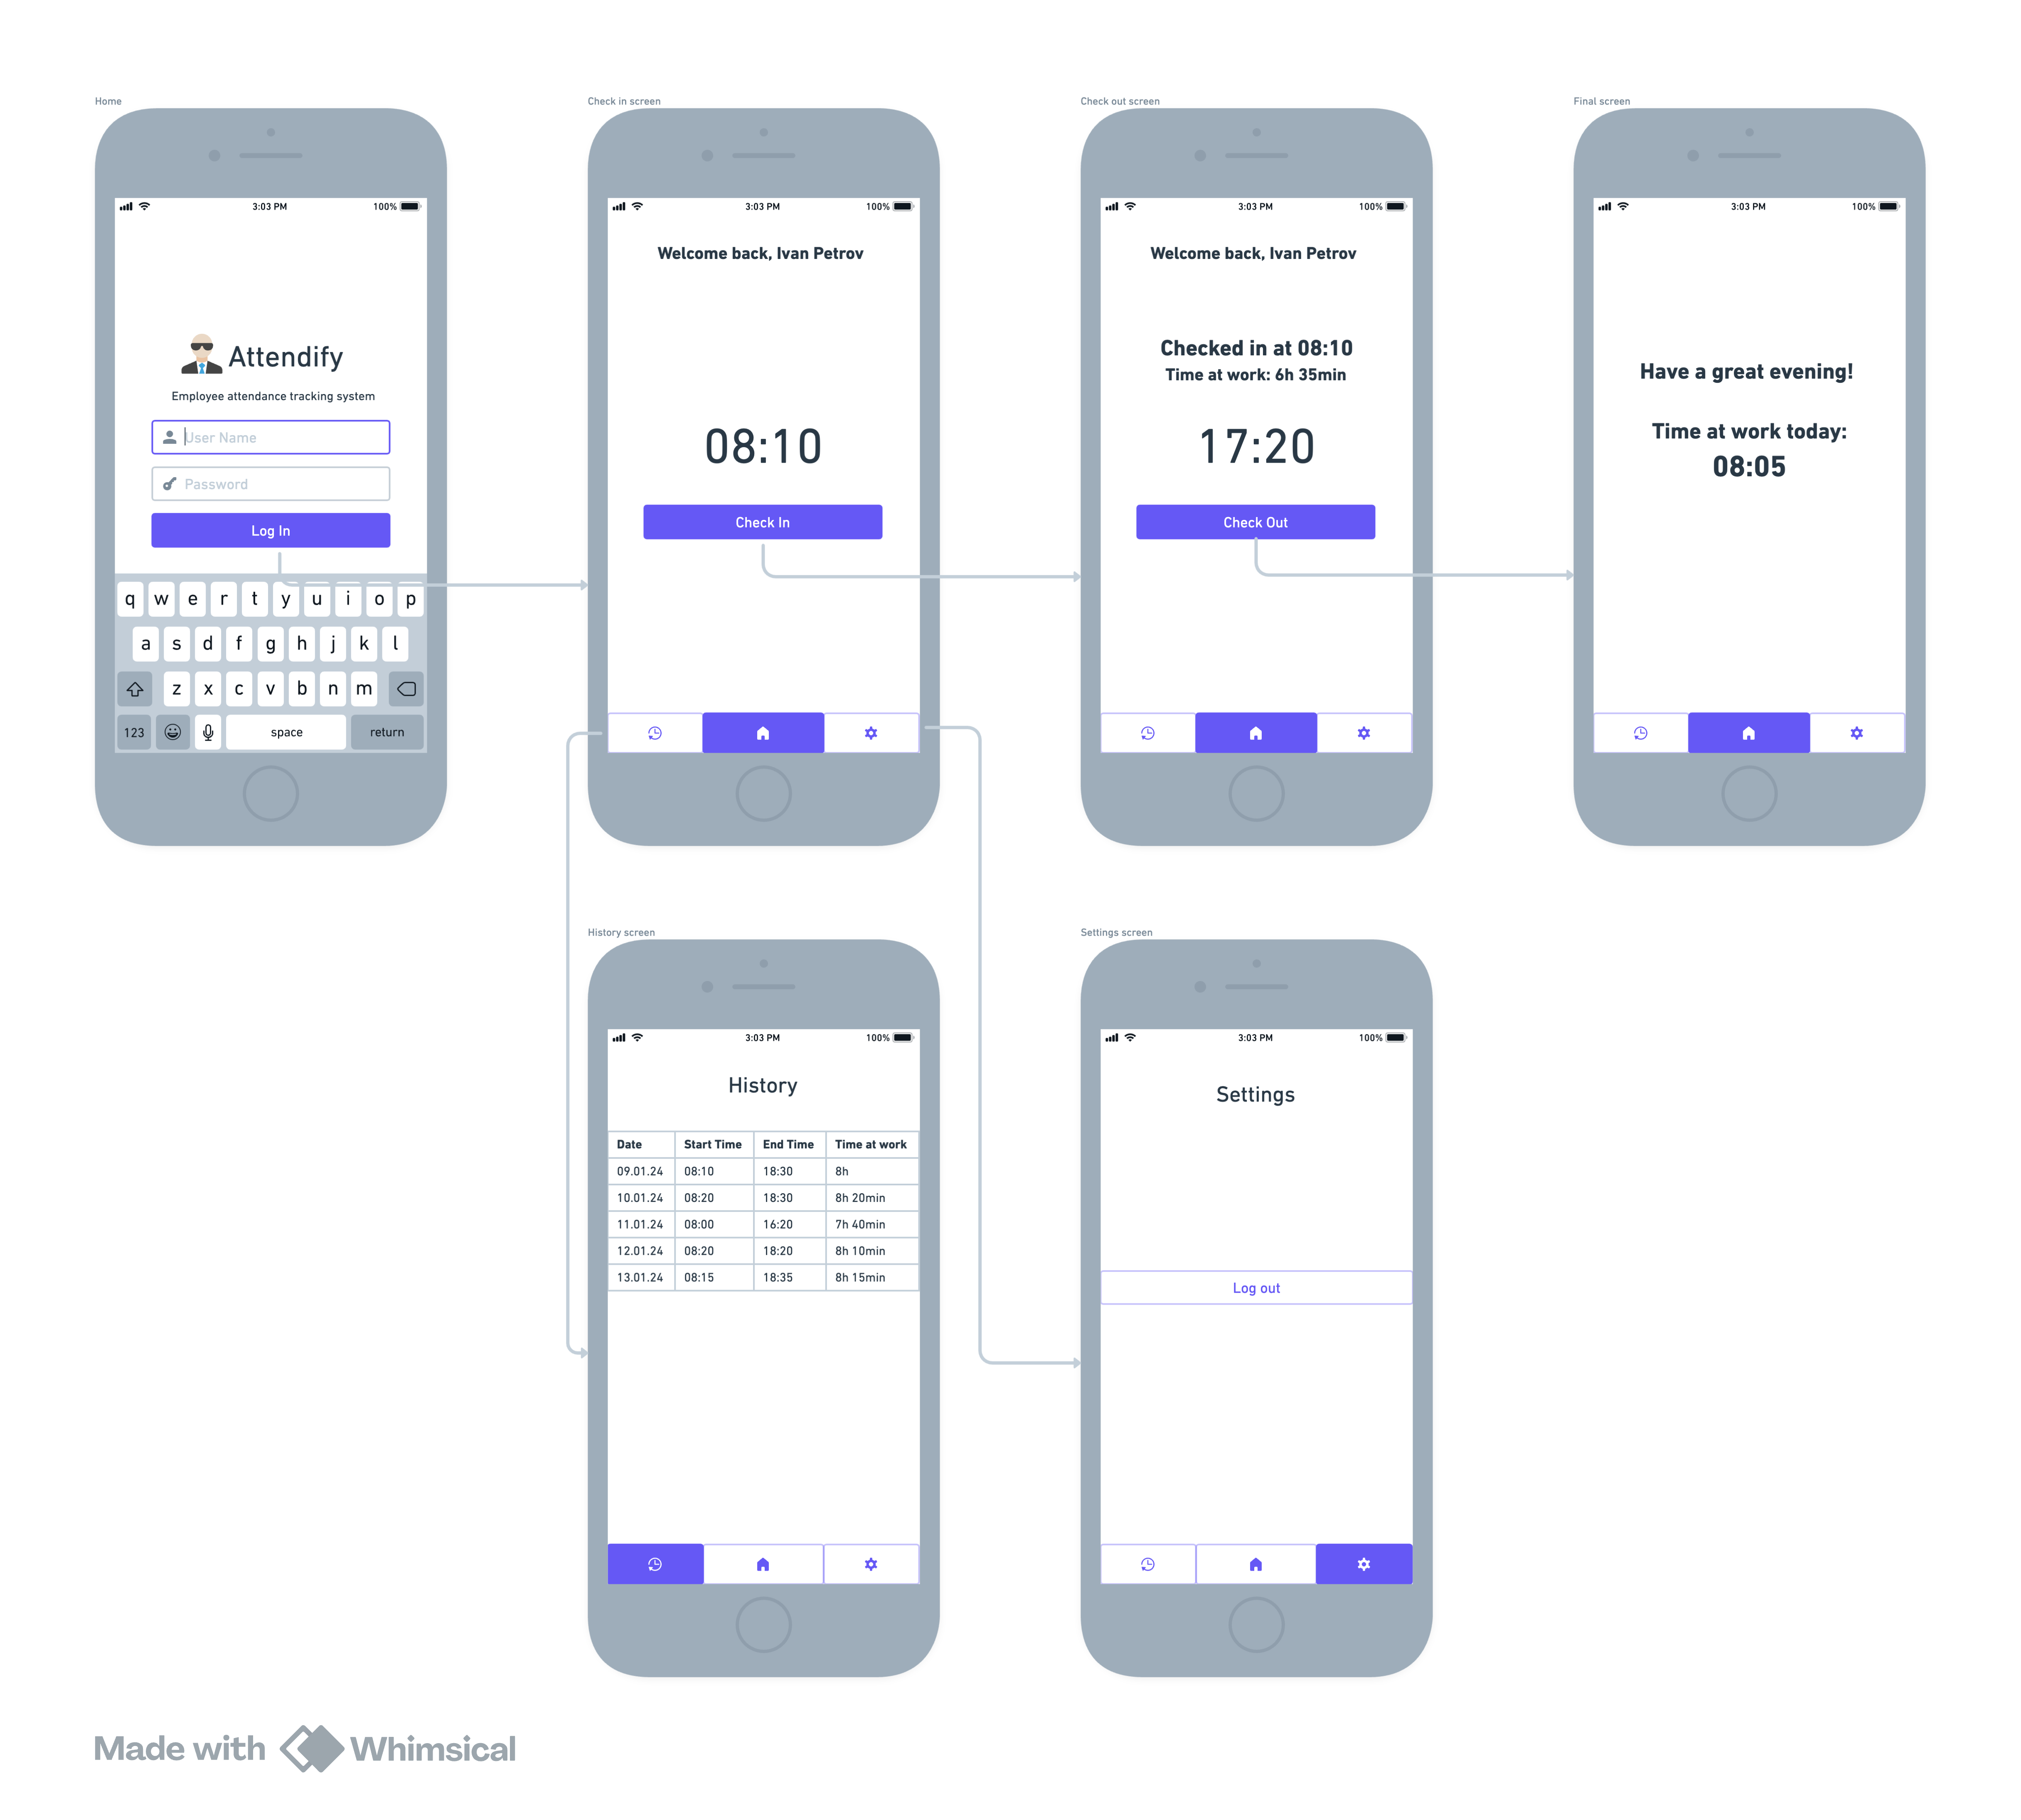 Home
3:03 PM
100%
Attendify
Employee attendance tracking system
User Name
Password
Log In
q w e r t y u i o p
a s d f g h j k l
z x c v b n m
123 space return
Check in screen
3:03 PM
100%
Welcome back, Ivan Petrov
08:10
Check In
Check out screen
3:03 PM
100%
Welcome back, Ivan Petrov
Checked in at 08:10
Time at work: 6h 35min
17:20
Check Out
Final screen
3:03 PM
100%
Have a great evening!
Time at work today:
08:05
History screen
3:03 PM
100%
History
Date Start Time End Time Time at work
09.01.24 08:10 18:30 8h
10.01.24 08:20 18:30 8h 20min
11.01.24 08:00 16:20 7h 40min
12.01.24 08:20 18:20 8h 10min
13.01.24 08:15 18:35 8h 15min
Settings screen
3:03 PM
100%
Settings
Log out
Made with Whimsical